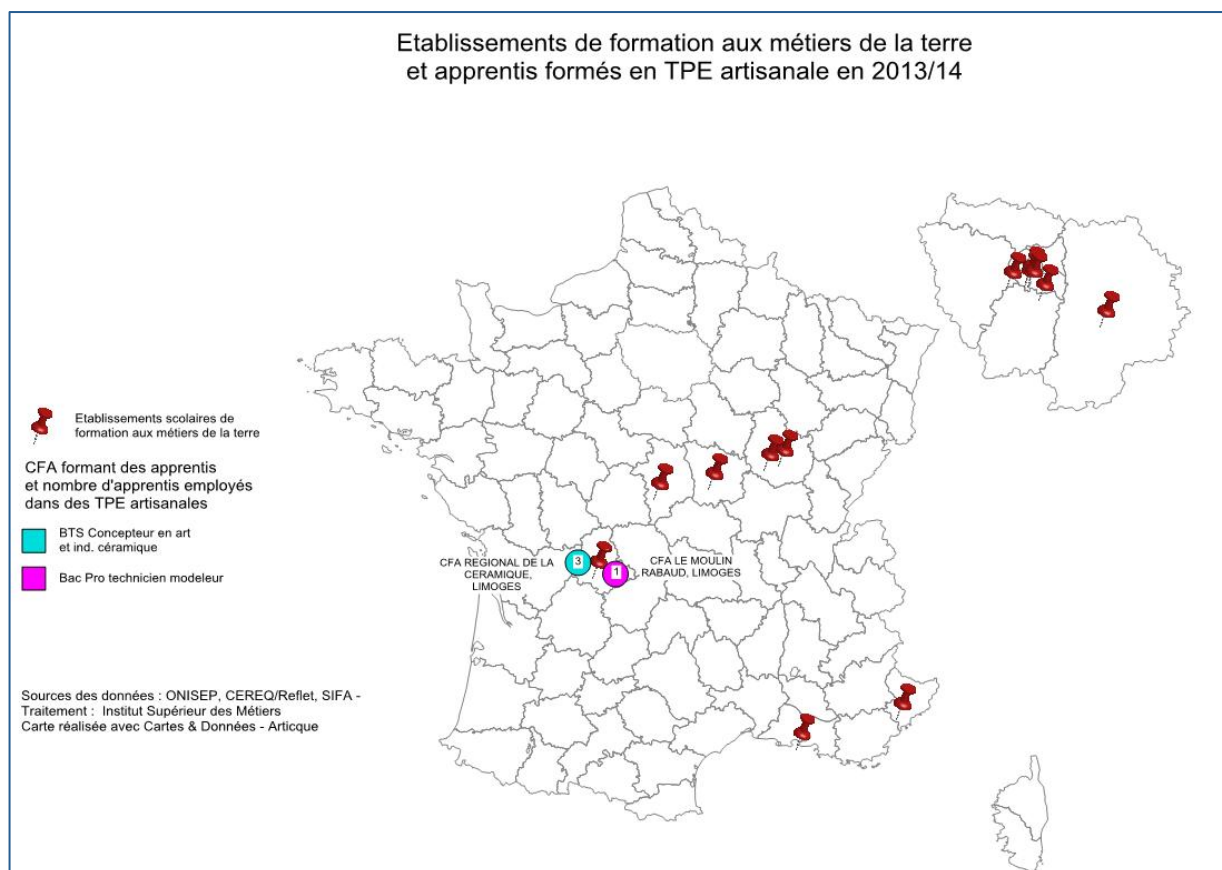 Etablissements de formation aux métiers de la terre
et apprentis formés en TPE artisanale en 2013/14
Etablissements scolaires de
formation aux métiers de la terre
CFA formant des apprentis
et nombre d'apprentis employés
dans des TPE artisanales
BTS Concepteur en art
et ind. céramique
Bac Pro technicien modeleur
CFA REGIONAL DE LA
CERAMIQUE,
LIMOGES
3
1
CFA LE MOULIN
RABAUD, LIMOGES
Sources des données : ONISEP, CEREQ/Reflet, SIFA -
Traitement : Institut Supérieur des Métiers
Carte réalisée avec Cartes & Données - Articque